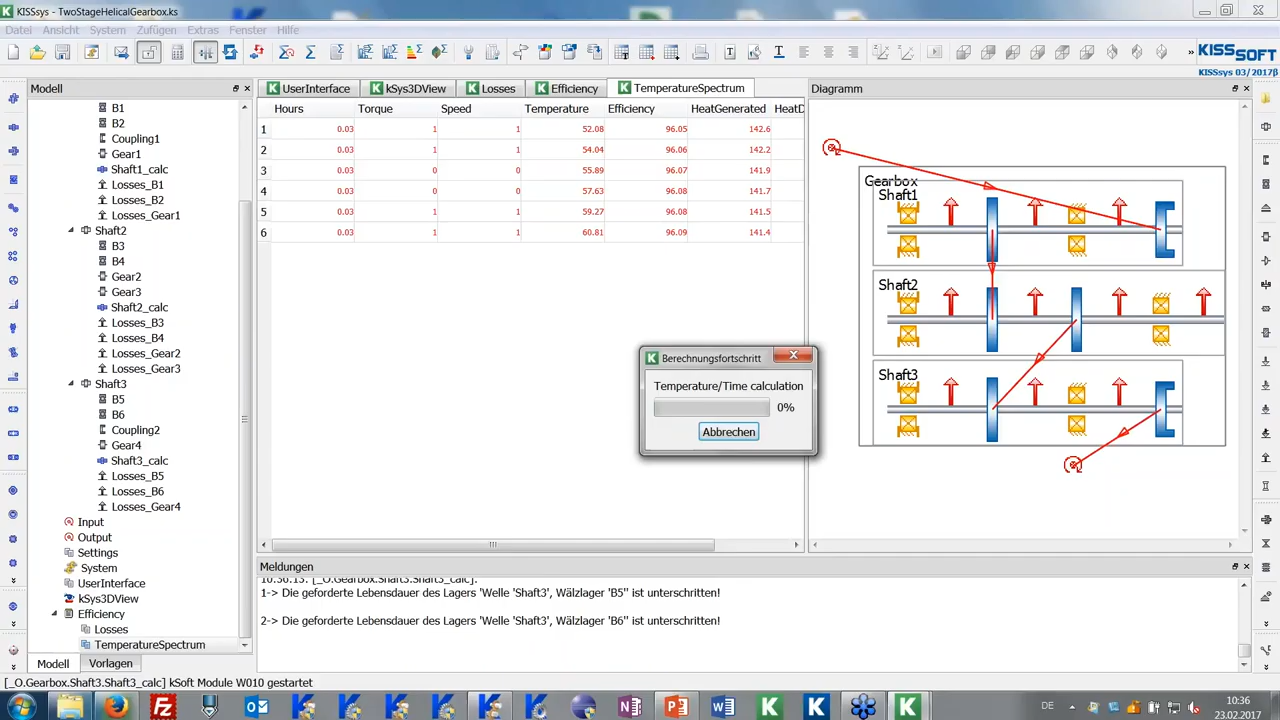 KISSsys - TwoStageHelicalGearbox.ks
Datei Ansicht System Zufügen Extras Fenster Hilfe
KISSSOFT
KISSsys 03/2017β
Modell
B1
B2
Coupling1
Gear1
Shaft1_calc
Losses_B1
Losses_B2
Losses_Gear1
Shaft2
B3
B4
Gear2
Gear3
Shaft2_calc
Losses_B3
Losses_B4
Losses_Gear2
Losses_Gear3
Shaft3
B5
B6
Coupling2
Gear4
Shaft3_calc
Losses_B5
Losses_B6
Losses_Gear4
Input
Output
Settings
System
UserInterface
kSys3DView
Efficiency
Losses
TemperatureSpectrum
Modell Vorlagen
UserInterface kSys3DView Losses Efficiency TemperatureSpectrum
Hours Torque Speed Temperature Efficiency HeatGenerated HeatD
1 0.03 1 1 52.08 96.05 142.6
2 0.03 1 1 54.04 96.06 142.2
3 0.03 0 0 55.89 96.07 141.9
4 0.03 0 0 57.63 96.08 141.7
5 0.03 1 1 59.27 96.08 141.5
6 0.03 1 1 60.81 96.09 141.4
Berechnungsfortschritt
Temperature/Time calculation
0%
Abbrechen
Diagramm
Gearbox
Shaft1
Shaft2
Shaft3
Meldungen
10:36:13: [_O.Gearbox.Shaft3.Shaft3_calc]:
1-> Die geforderte Lebensdauer des Lagers 'Welle 'Shaft3', Wälzlager 'B5'' ist unterschritten!
2-> Die geforderte Lebensdauer des Lagers 'Welle 'Shaft3', Wälzlager 'B6'' ist unterschritten!
[_O.Gearbox.Shaft3.Shaft3_calc] kSoft Module W010 gestartet
DE
10:36
23.02.2017